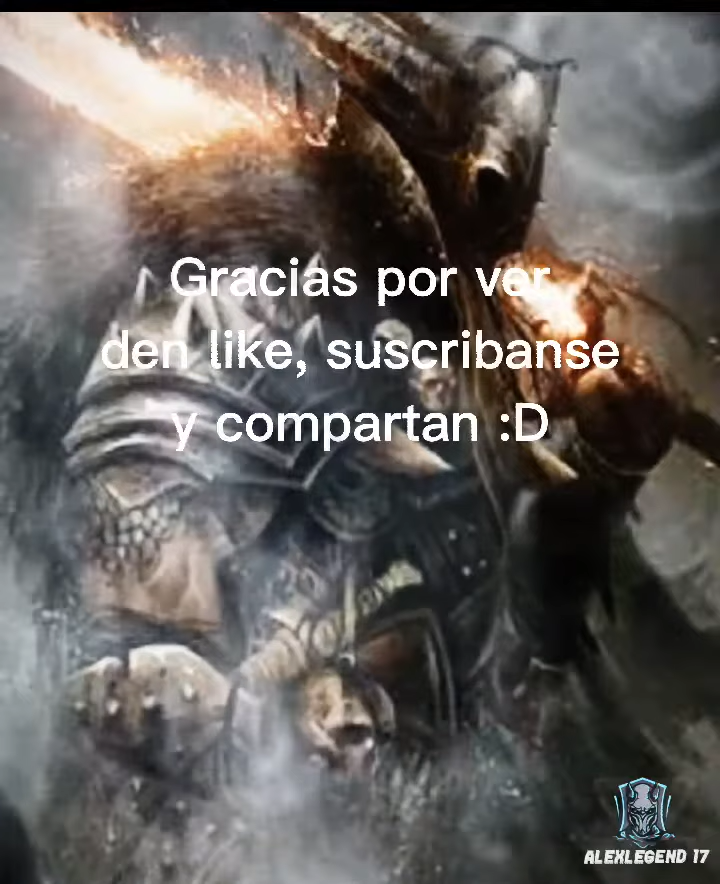 Gracias por ver
den like, suscribanse
y compartan :D
ALEXLEGEND 17